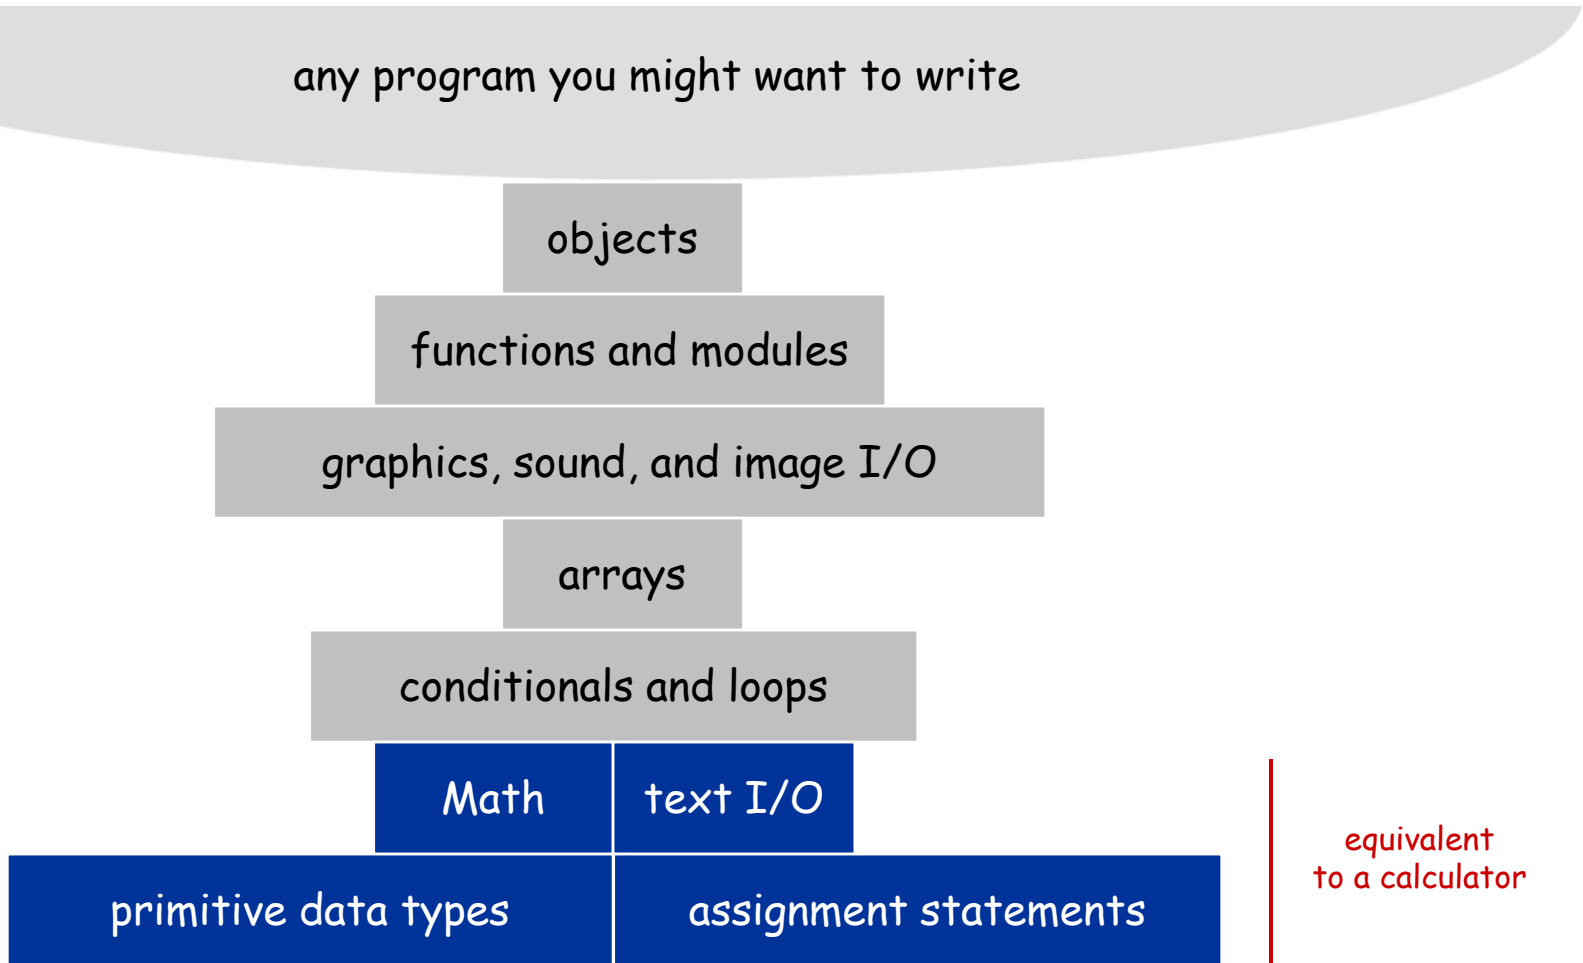 any program you might want to write
objects
functions and modules
graphics, sound, and image I/O
arrays
conditionals and loops
Math
text I/O
equivalent
to a calculator
primitive data types
assignment statements